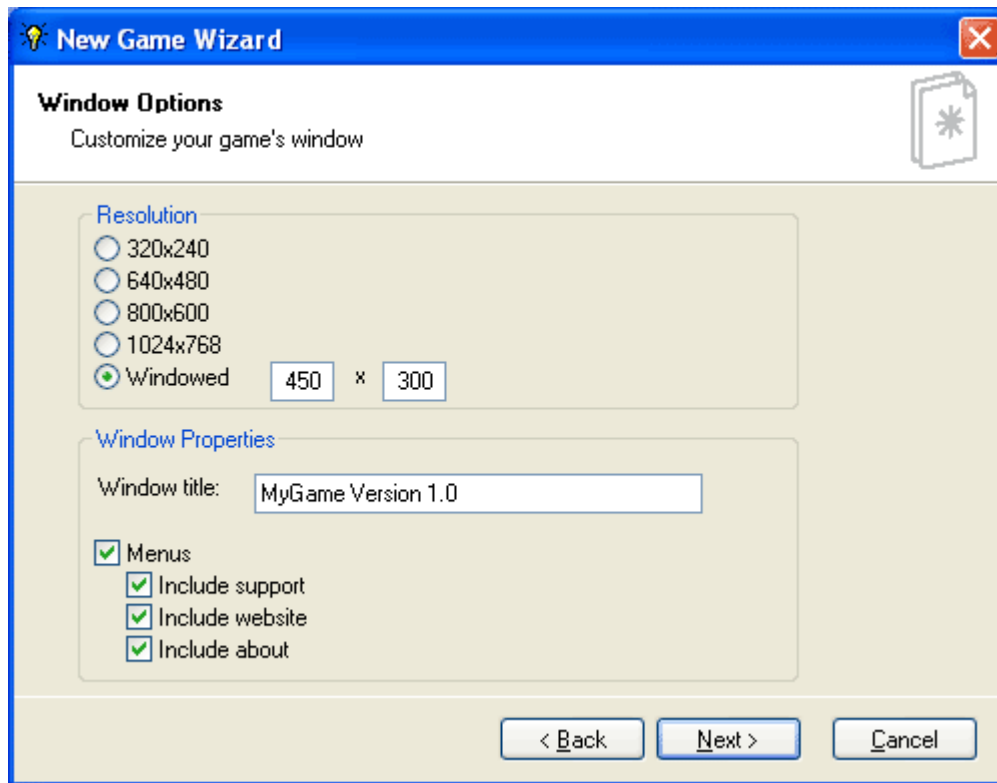 New Game Wizard
Window Options
Customize your game's window
Resolution
320x240
640x480
800x600
1024x768
Windowed 450 x 300
Window Properties
Window title: MyGame Version 1.0
Menus
Include support
Include website
Include about
< Back Next > Cancel